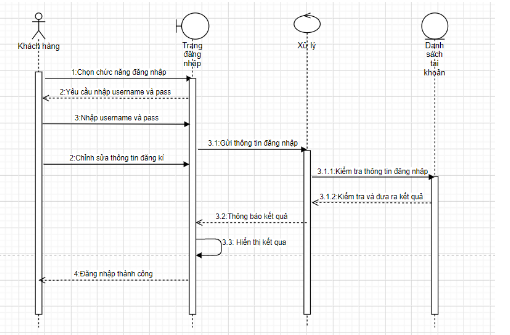 Khách hàng
Trang
đăng
nhập
Xử lý
Danh
sách
tài
khoản
1:Chọn chức năng đăng nhập
2:Yêu cầu nhập username và pass
3:Nhập username và pass
3.1:Gửi thông tin đăng nhập
2:Chỉnh sửa thông tin đăng kí
3.1.1:Kiểm tra thông tin đăng nhập
3.1.2:Kiểm tra và đưa ra kết quả
3.2.Thông báo kết quả
3.3: Hiển thị kết qua
4:Đăng nhập thành công